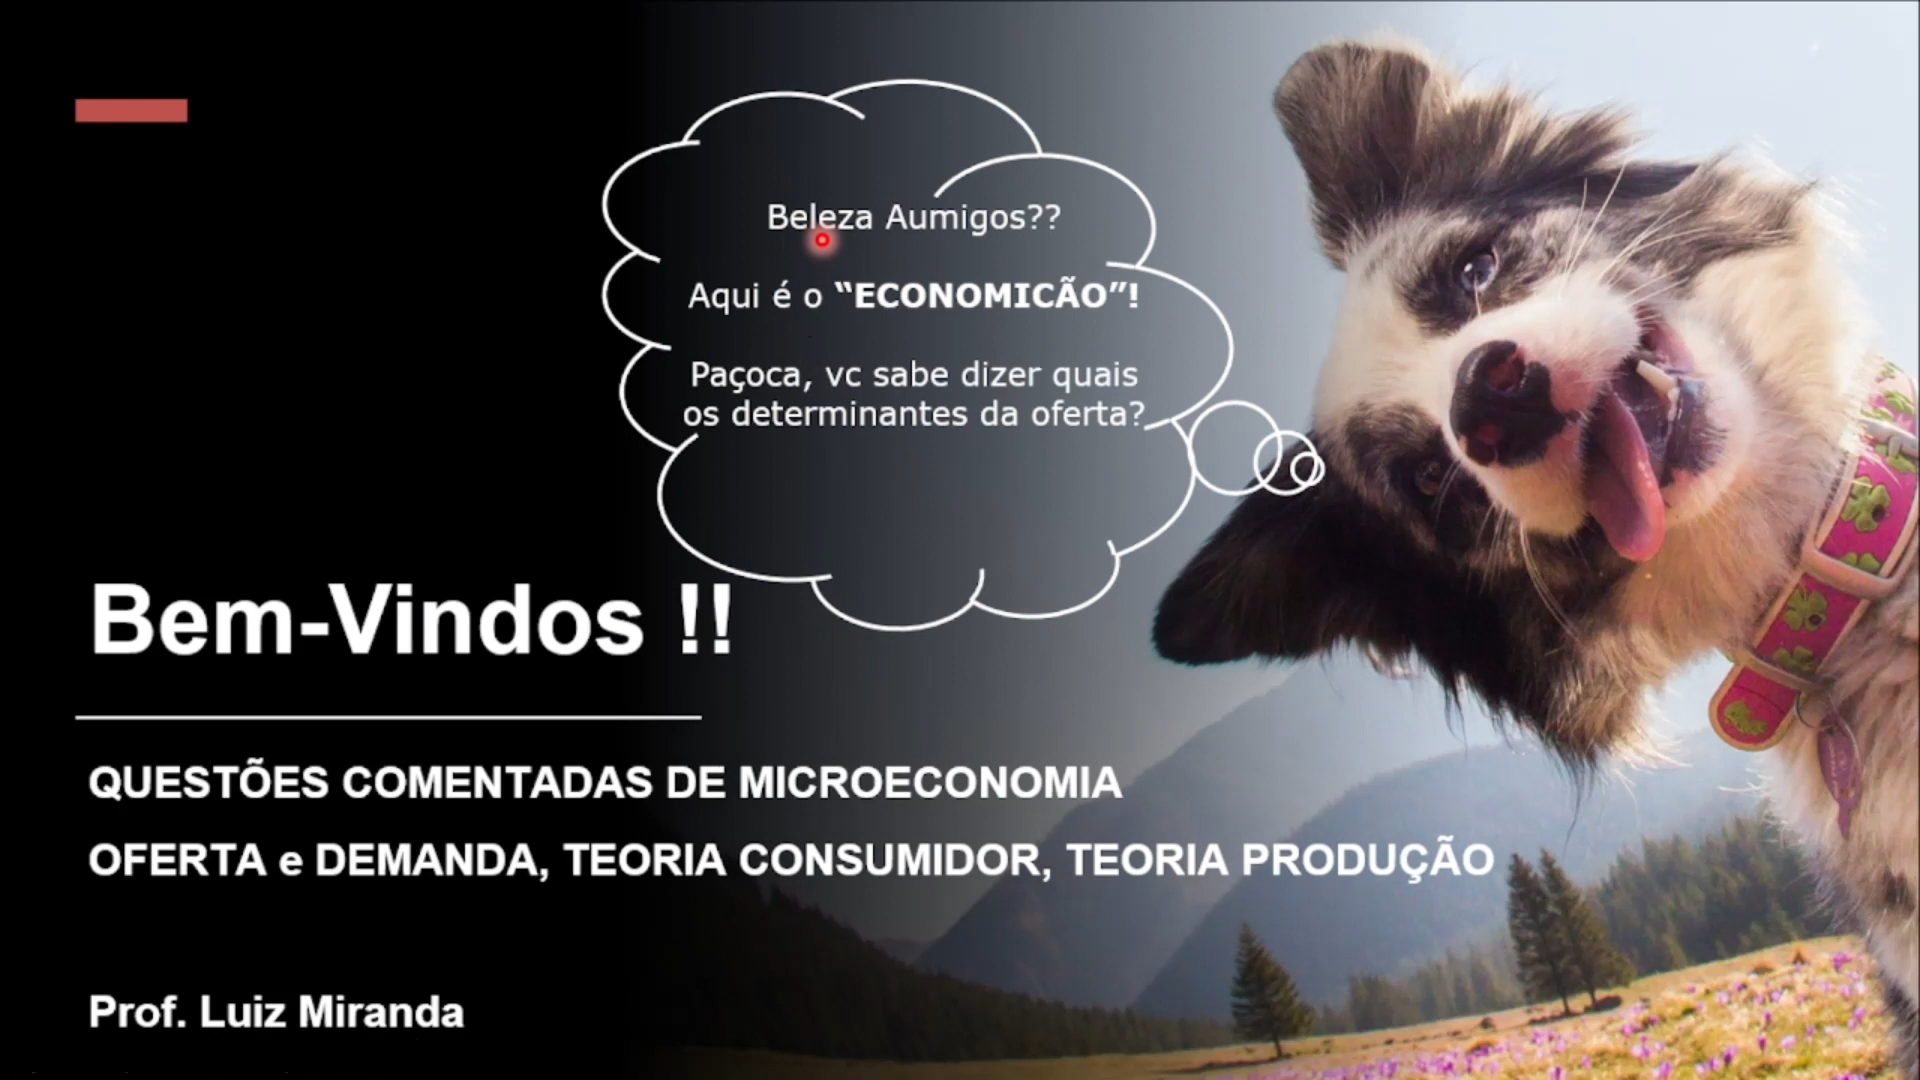 Beleza Aumigos??
Aqui é o “ECONOMICÃO”!
Paçoca, vc sabe dizer quais
os determinantes da oferta?
Bem-Vindos !!
QUESTÕES COMENTADAS DE MICROECONOMIA
OFERTA e DEMANDA, TEORIA CONSUMIDOR, TEORIA PRODUÇÃO
Prof. Luiz Miranda